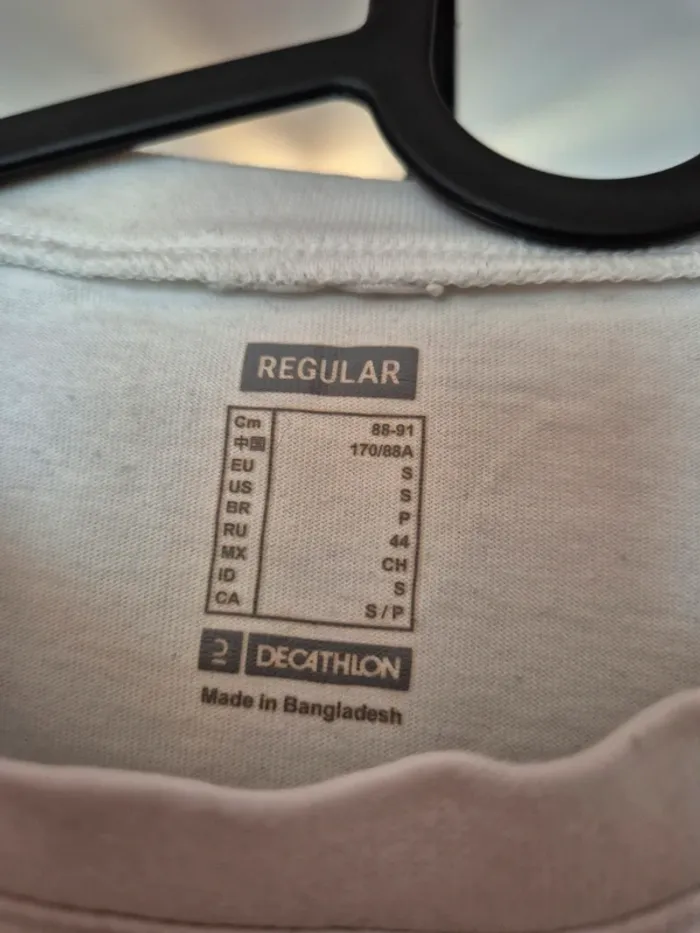 REGULAR
Cm 88-91
中国 170/88A
EU S
US S
BR P
RU 44
MX CH
ID S
CA S / P
DECATHLON
Made in Bangladesh